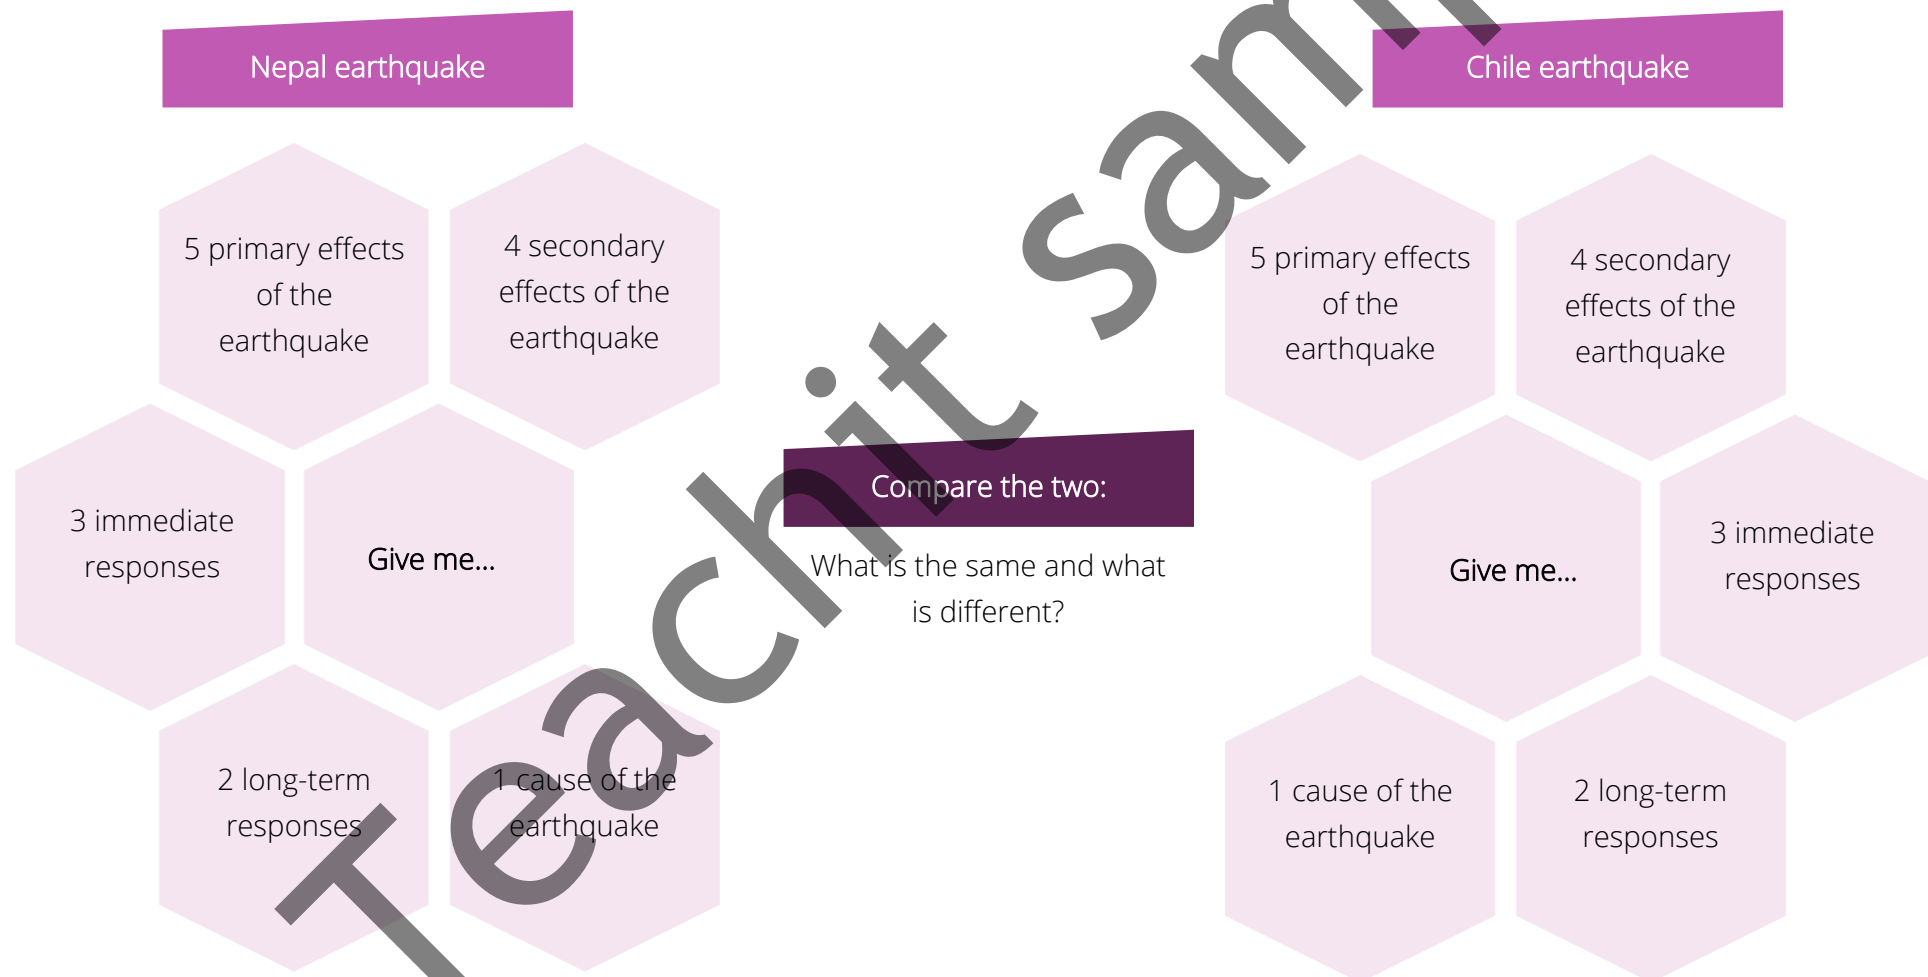 Nepal earthquake
5 primary effects
of the
earthquake
4 secondary
effects of the
earthquake
3 immediate
responses
Give me...
2 long-term
responses
1 cause of the
earthquake
Compare the two:
What is the same and what
is different?
Chile earthquake
5 primary effects
of the
earthquake
4 secondary
effects of the
earthquake
Give me...
3 immediate
responses
1 cause of the
earthquake
2 long-term
responses
Teachit